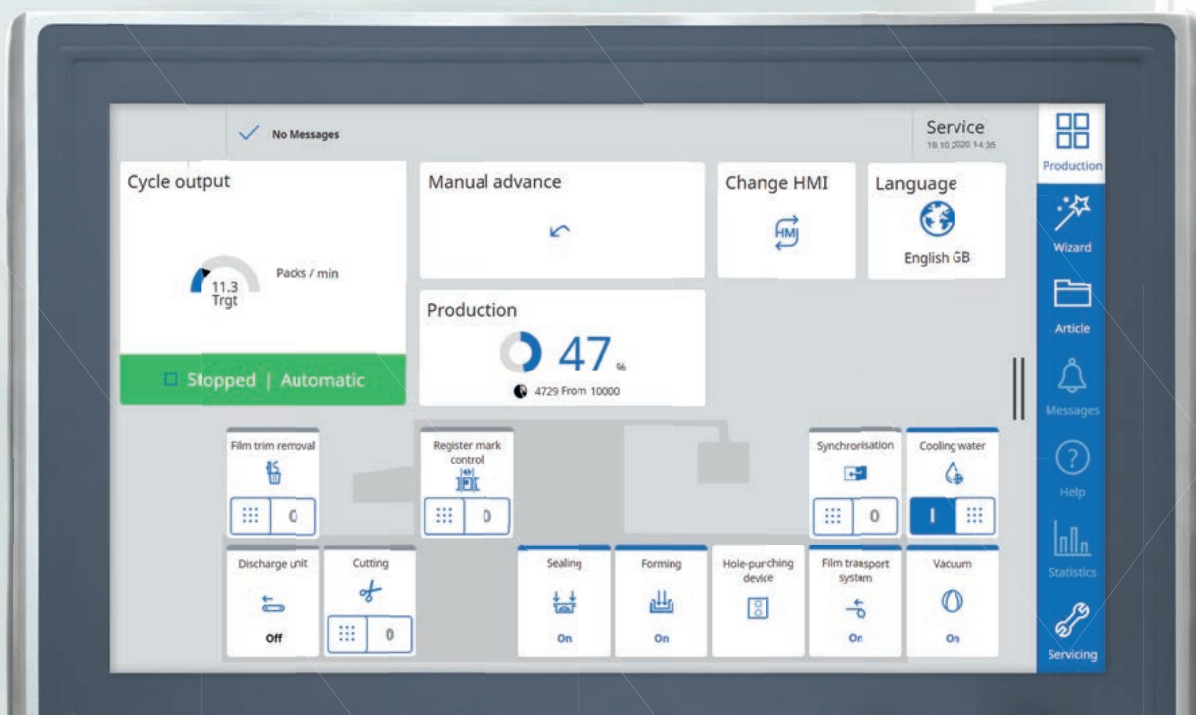 No Messages
Service
19.10.2020 14:35
Production
Cycle output
Manual advance
Change HMI
Language
HMI
English GB
Wizard
Packs / min
11.3
Trgt
Production
47 %
4729 From 10000
Article
Stopped | Automatic
Messages
Film trim removal
Register mark
control
Synchronisation
Cooling water
0
0
0
I
Help
Discharge unit
Cutting
Sealing
Forming
Hole-punching
device
Film transport
system
Vacuum
Statistics
Off
0
On
On
On
On
Servicing